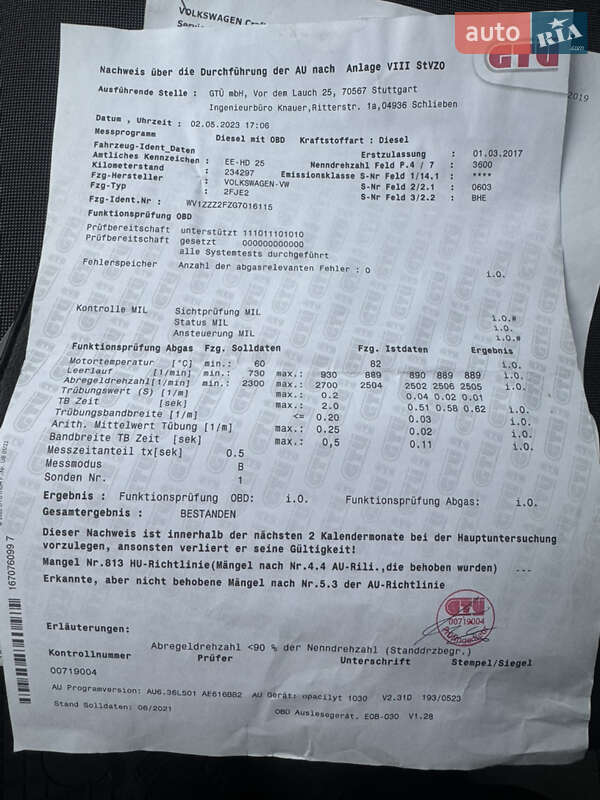 VOLKSWAGEN
auto RIA.com
GTÜ
2019
Nachweis über die Durchführung der AU nach Anlage VIII StVZO
Ausführende Stelle : GTÜ mbH, Vor dem Lauch 25, 70567 Stuttgart
Ingenieurbüro Knauer,Ritterstr. 1a,04936 Schlieben
Datum , Uhrzeit : 02.05.2023 17:06
Messprogramm Diesel mit OBD Kraftstoffart : Diesel
Fahrzeug-Ident_Daten Erstzulassung : 01.03.2017
Amtliches Kennzeichen : EE-HD 25 Nenndrehzahl Feld P.4 / 7 : 3600
Kilometerstand : 234297 Emissionsklasse S-Nr Feld 1/14.1 : ****
Fzg-Hersteller : VOLKSWAGEN-VW S-Nr Feld 2/2.1 : 0603
Fzg-Typ : 2FJE2 S-Nr Feld 3/2.2 : BHE
Fzg-Ident.Nr : WV1ZZZ2FZG7016115
Funktionsprüfung OBD
Prüfbereitschaft unterstützt 111011101010
Prüfbereitschaft gesetzt 000000000000
alle Systemtests durchgeführt
Fehlerspeicher Anzahl der abgasrelevanten Fehler : 0 i.O.
Kontrolle MIL Sichtprüfung MIL i.O.#
Status MIL i.O.
Ansteuerung MIL i.O.#
Funktionsprüfung Abgas Fzg. Solldaten Fzg. Istdaten Ergebnis
Motortemperatur [°C] min.: 60 82 i.O.
Leerlauf [1/min] min.: 730 max.: 930 889 890 889 889 i.O.
Abregeldrehzahl[1/min] min.: 2300 max.: 2700 2504 2502 2506 2505 i.O.
Trübungswert (S) [1/m] max.: 0.2 0.04 0.02 0.01 i.O.
TB Zeit [sek] max.: 2.0 0.51 0.58 0.62 i.O.
Trübungsbandbreite [1/m] <= 0.20 0.03 i.O.
Arith. Mittelwert Tübung [1/m] max.: 0.25 0.02 i.O.
Bandbreite TB Zeit [sek] max.: 0,5 0.11 i.O.
Messzeitanteil tx[sek] 0.5
Messmodus B
Sonden Nr. 1
Ergebnis : Funktionsprüfung OBD: i.O. Funktionsprüfung Abgas: i.O.
Gesamtergebnis : BESTANDEN
Dieser Nachweis ist innerhalb der nächsten 2 Kalendermonate bei der Hauptuntersuchung
vorzulegen, ansonsten verliert er seine Gültigkeit!
Mangel Nr.813 HU-Richtlinie(Mängel nach Nr.4.4 AU-Rili.,die behoben wurden) ---
Erkannte, aber nicht behobene Mängel nach Nr.5.3 der AU-Richtlinie
GTÜ
00719004
Erläuterungen:
Abregeldrehzahl <90 % der Nenndrehzahl (Standdrzbegr.)
Kontrollnummer Prüfer Unterschrift Stempel/Siegel
00719004
AU Programversion: AU6.36L501 AE616BB2 AU Gerät: opacilyt 1030 V2.310 193/0523
Stand Solldaten: 06/2021 OBD Auslesegerät. EOB-030 V1.28
167076099 7